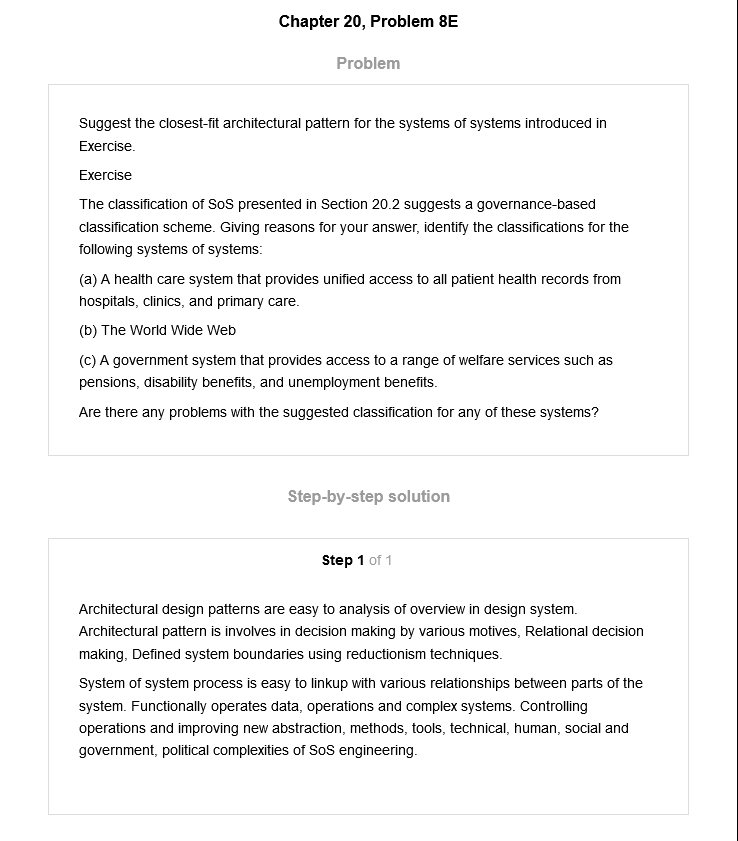 Chapter 20, Problem 8E
Problem
Suggest the closest-fit architectural pattern for the systems of systems introduced in
Exercise.
Exercise
The classification of SoS presented in Section 20.2 suggests a governance-based
classification scheme. Giving reasons for your answer, identify the classifications for the
following systems of systems:
(a) A health care system that provides unified access to all patient health records from
hospitals, clinics, and primary care.
(b) The World Wide Web
(c) A government system that provides access to a range of welfare services such as
pensions, disability benefits, and unemployment benefits.
Are there any problems with the suggested classification for any of these systems?
Step-by-step solution
Step 1 of 1
Architectural design patterns are easy to analysis of overview in design system.
Architectural pattern is involves in decision making by various motives, Relational decision
making, Defined system boundaries using reductionism techniques.
System of system process is easy to linkup with various relationships between parts of the
system. Functionally operates data, operations and complex systems. Controlling
operations and improving new abstraction, methods, tools, technical, human, social and
government, political complexities of SoS engineering.